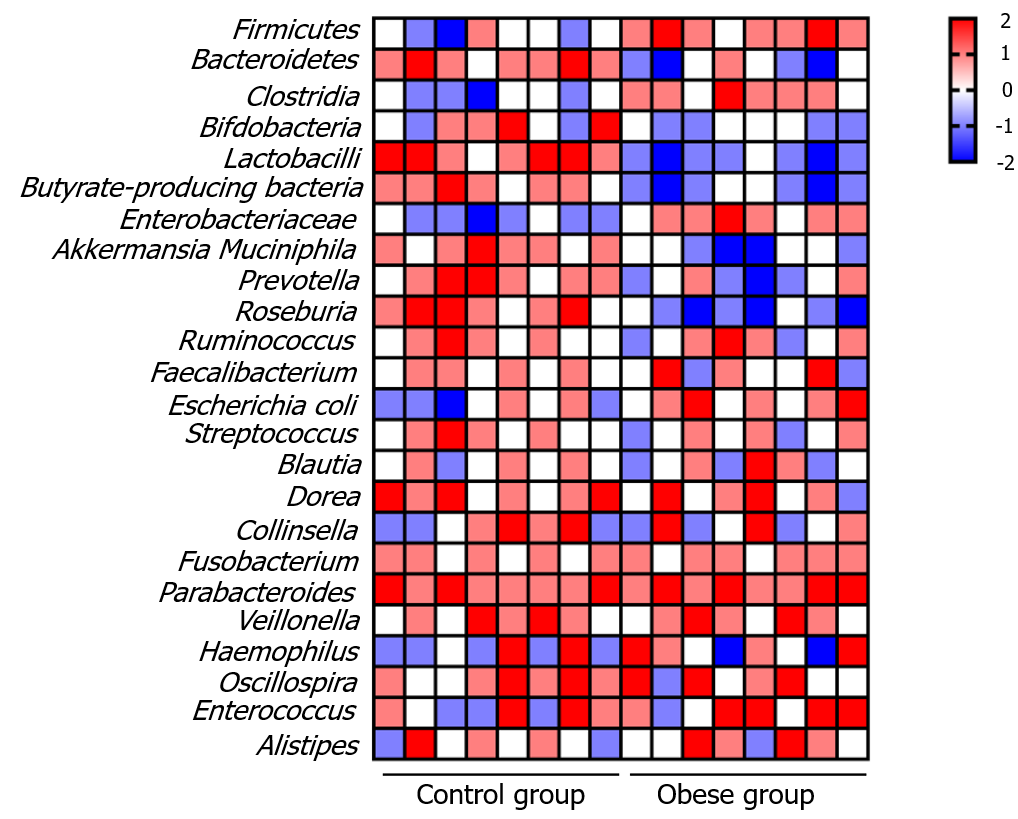 Firmicutes
Bacteroidetes
Clostridia
Bifdobacteria
Lactobacilli
Butyrate-producing bacteria
Enterobacteriaceae
Akkermansia Muciniphila
Prevotella
Roseburia
Ruminococcus
Faecalibacterium
Escherichia coli
Streptococcus
Blautia
Dorea
Collinsella
Fusobacterium
Parabacteroides
Veillonella
Haemophilus
Oscillospira
Enterococcus
Alistipes
Control group
Obese group
2
1
0
-1
-2